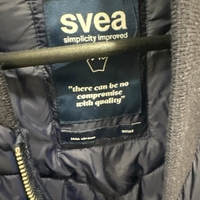 svea
simplicity improved
"there can be no
compromise
with quality"